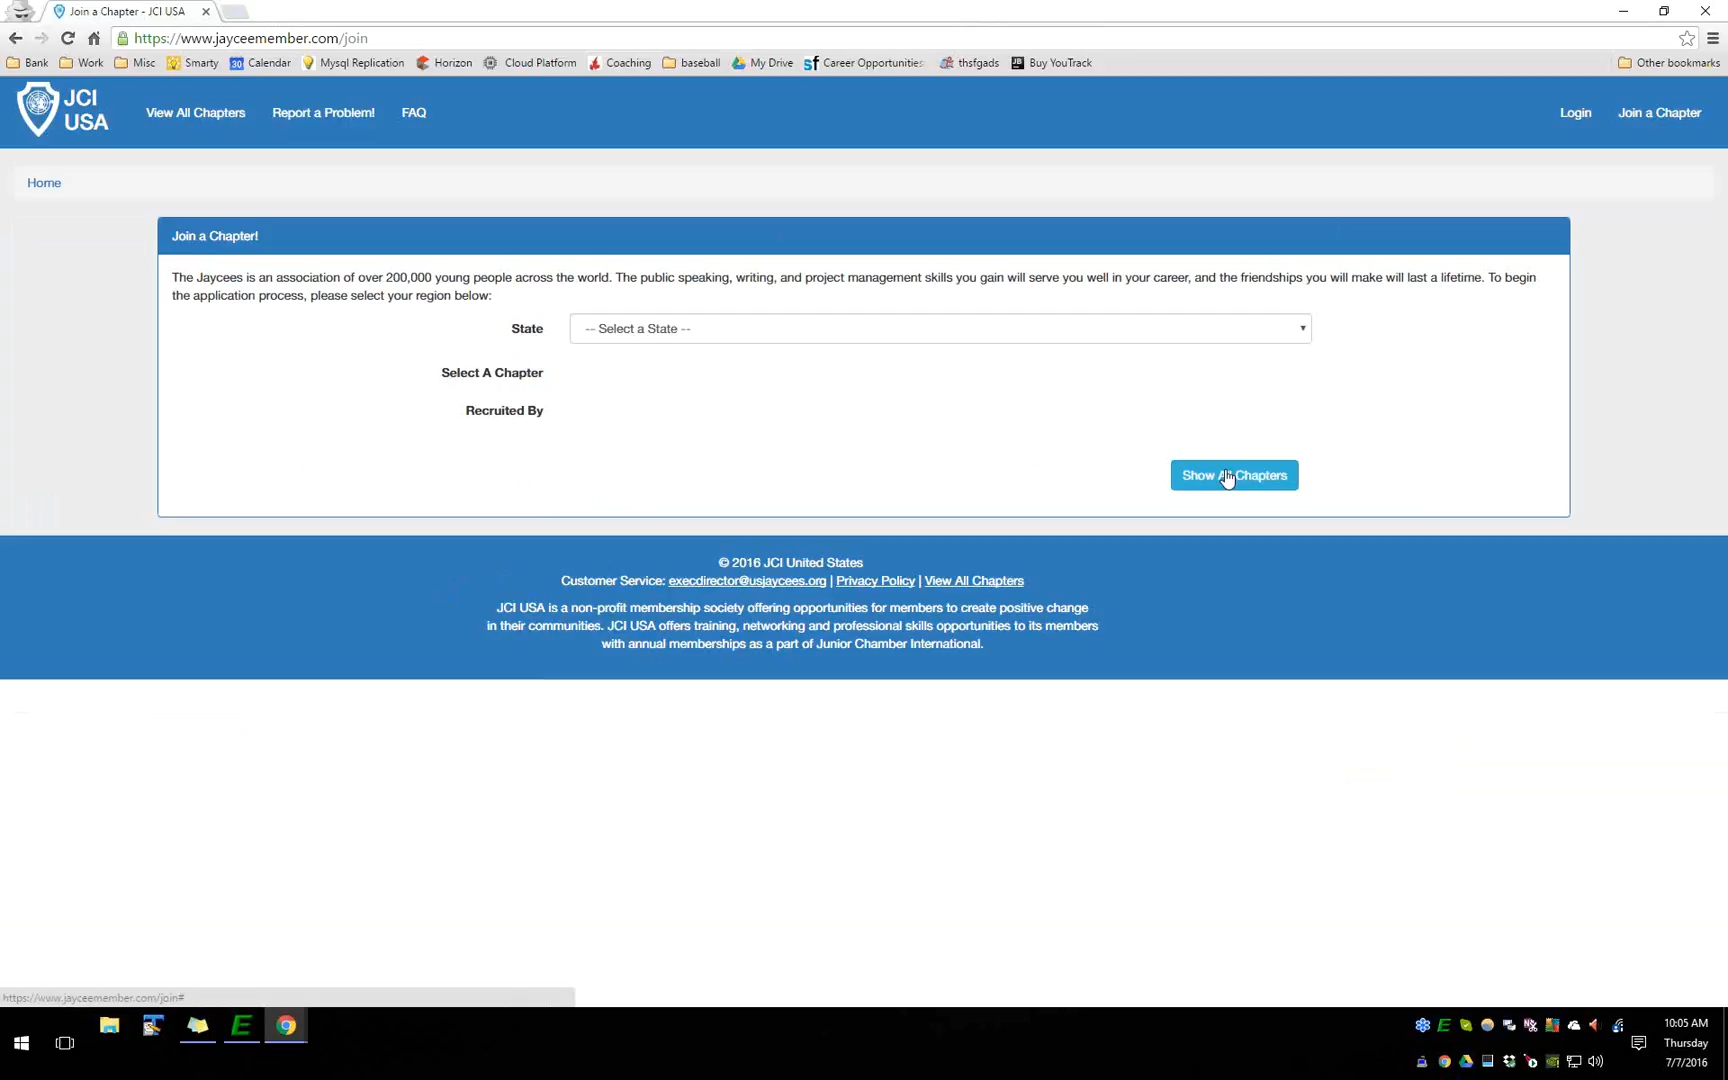 Join a Chapter - JCI USA
https://www.jayceemember.com/join
Bank Work Misc Smarty Calendar Mysql Replication Horizon Cloud Platform Coaching baseball My Drive Career Opportunities thsfgads Buy YouTrack Other bookmarks
JCI
USA
View All Chapters Report a Problem! FAQ Login Join a Chapter
Home
Join a Chapter!
The Jaycees is an association of over 200,000 young people across the world. The public speaking, writing, and project management skills you gain will serve you well in your career, and the friendships you will make will last a lifetime. To begin
the application process, please select your region below:
State -- Select a State --
Select A Chapter
Recruited By
Show All Chapters
© 2016 JCI United States
Customer Service: execdirector@usjaycees.org | Privacy Policy | View All Chapters
JCI USA is a non-profit membership society offering opportunities for members to create positive change
in their communities. JCI USA offers training, networking and professional skills opportunities to its members
with annual memberships as a part of Junior Chamber International.
https://www.jayceemember.com/join#
10:05 AM
Thursday
7/7/2016